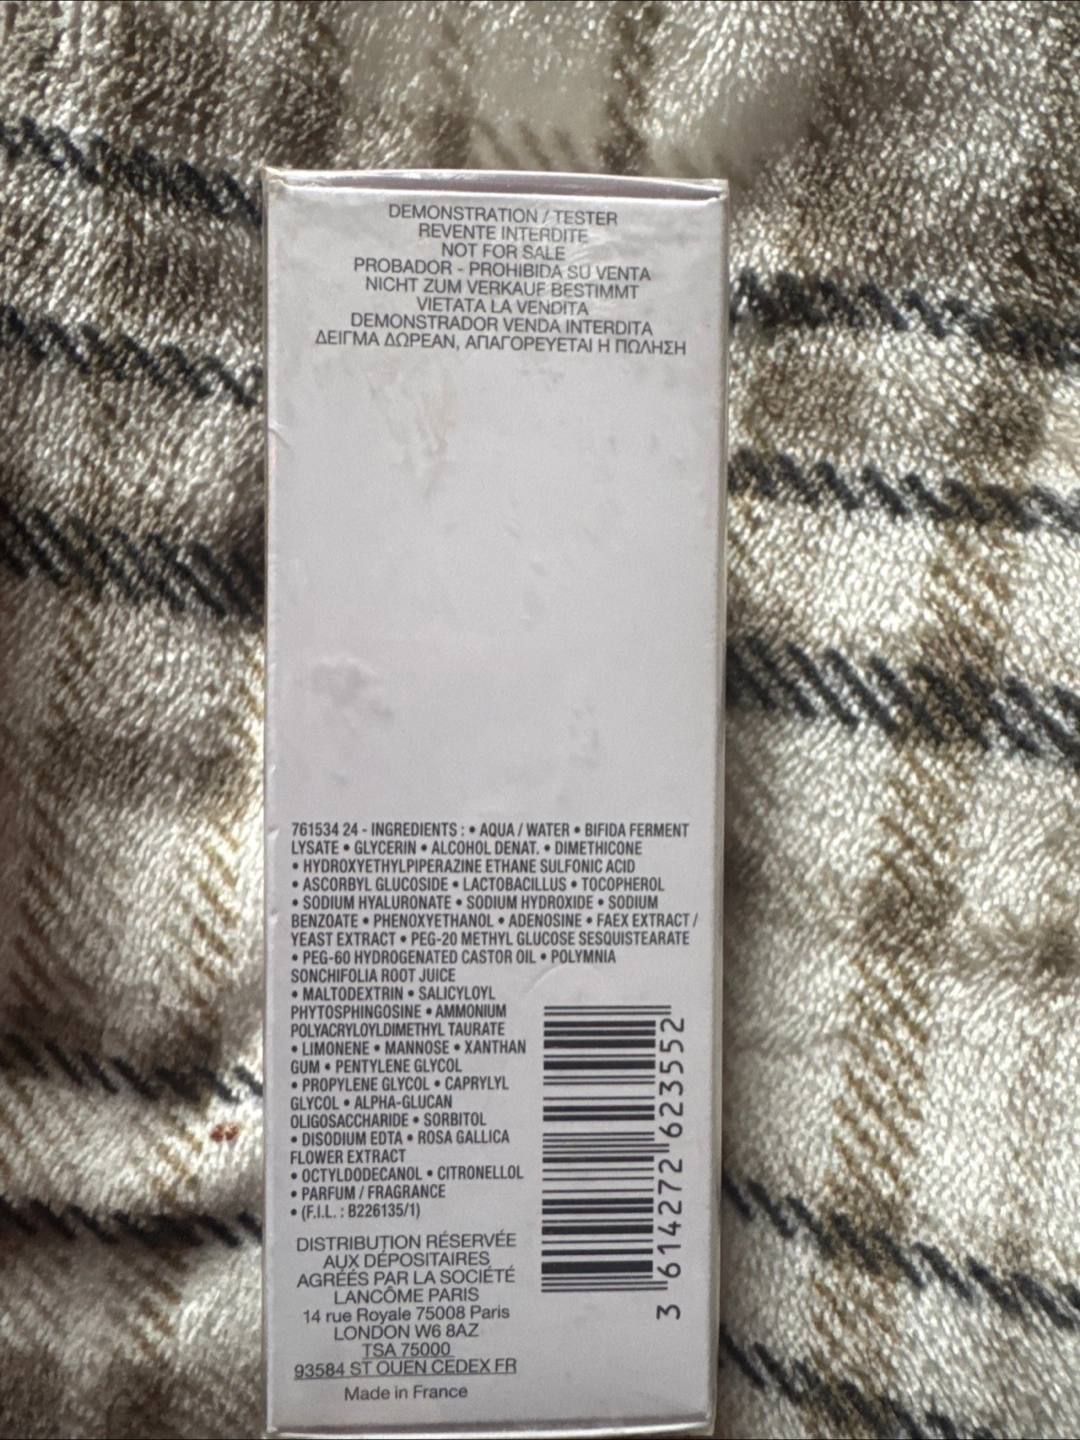 DEMONSTRATION / TESTER
REVENTE INTERDITE
NOT FOR SALE
PROBADOR - PROHIBIDA SU VENTA
NICHT ZUM VERKAUF BESTIMMT
VIETATA LA VENDITA
DEMONSTRADOR VENDA INTERDITA
ΔΕΙΓΜΑ ΔΩΡΕΑΝ, ΑΠΑΓΟΡΕΥΕΤΑΙ Η ΠΩΛΗΣΗ
761534 24 - INGREDIENTS : • AQUA / WATER • BIFIDA FERMENT
LYSATE • GLYCERIN • ALCOHOL DENAT. • DIMETHICONE
• HYDROXYETHYLPIPERAZINE ETHANE SULFONIC ACID
• ASCORBYL GLUCOSIDE • LACTOBACILLUS • TOCOPHEROL
• SODIUM HYALURONATE • SODIUM HYDROXIDE • SODIUM
BENZOATE • PHENOXYETHANOL • ADENOSINE • FAEX EXTRACT /
YEAST EXTRACT • PEG-20 METHYL GLUCOSE SESQUISTEARATE
• PEG-60 HYDROGENATED CASTOR OIL • POLYMNIA
SONCHIFOLIA ROOT JUICE
• MALTODEXTRIN • SALICYLOYL
PHYTOSPHINGOSINE • AMMONIUM
POLYACRYLOYLDIMETHYL TAURATE
• LIMONENE • MANNOSE • XANTHAN
GUM • PENTYLENE GLYCOL
• PROPYLENE GLYCOL • CAPRYLYL
GLYCOL • ALPHA-GLUCAN
OLIGOSACCHARIDE • SORBITOL
• DISODIUM EDTA • ROSA GALLICA
FLOWER EXTRACT
• OCTYLDODECANOL • CITRONELLOL
• PARFUM / FRAGRANCE
• (F.I.L. : B226135/1)
DISTRIBUTION RÉSERVÉE
AUX DÉPOSITAIRES
AGRÉÉS PAR LA SOCIÉTÉ
LANCÔME PARIS
14 rue Royale 75008 Paris
LONDON W6 8AZ
TSA 75000
93584 ST OUEN CEDEX FR
Made in France
3 614272 623552